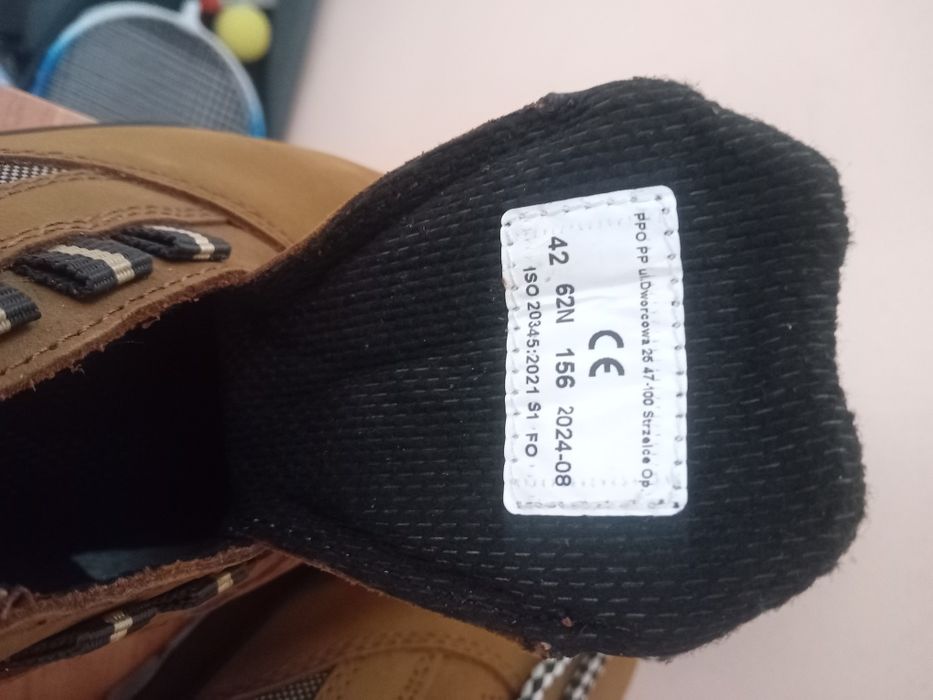 PPO PP ul.Dworcowa 26 47-100 Strzelce Op
CE
42 62N 156 2024-08
ISO 20345:2021 S1 FO